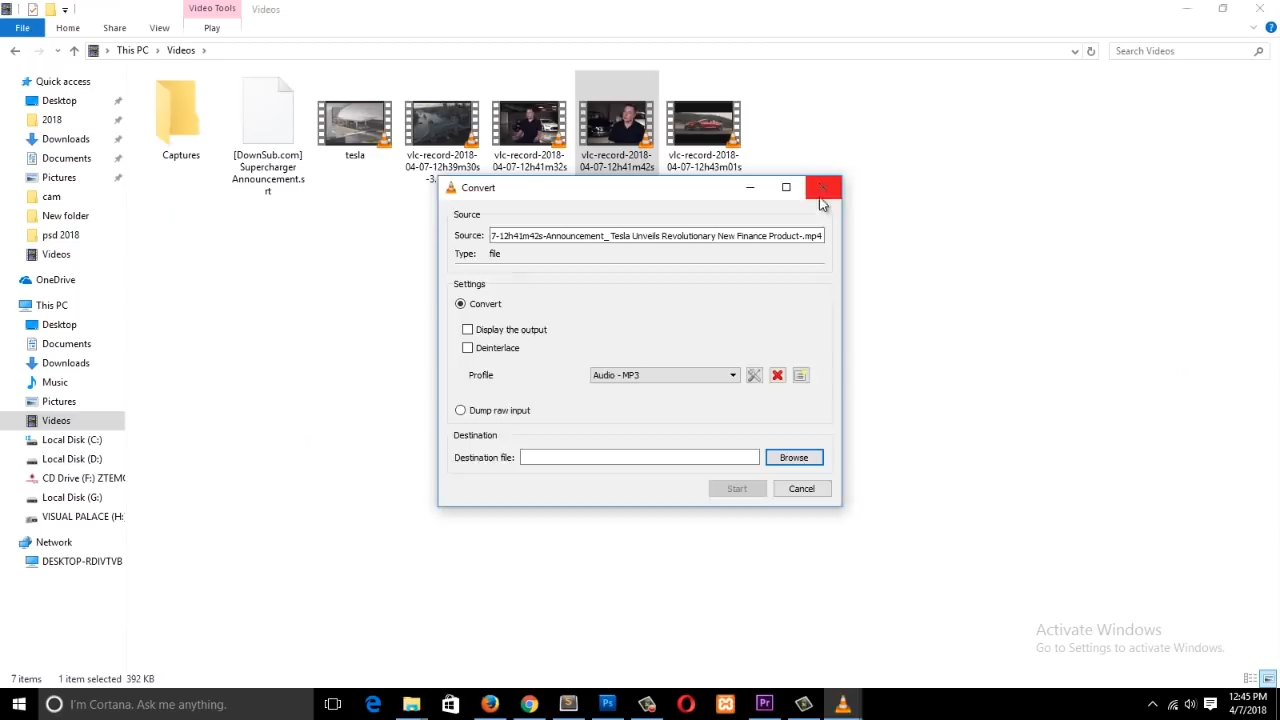 Video Tools
Videos
File
Home
Share
View
Play
This PC
Videos
Search Videos
Quick access
Desktop
2018
Downloads
Documents
Pictures
cam
New folder
psd 2018
Videos
OneDrive
This PC
Desktop
Documents
Downloads
Music
Pictures
Videos
Local Disk (C:)
Local Disk (D:)
CD Drive (F:) ZTEMO
Local Disk (G:)
VISUAL PALACE (H:
Network
DESKTOP-RDIVTVB
Captures
[DownSub.com]
Supercharger
Announcement.s
rt
tesla
vlc-record-2018-
04-07-12h39m30s
-3.
vlc-record-2018-
04-07-12h41m32s
vlc-record-2018-
04-07-12h41m42s
vlc-record-2018-
04-07-12h43m01s
Convert
Source
Source: 7-12h41m42s-Announcement_ Tesla Unveils Revolutionary New Finance Product-.mp4
Type: file
Settings
Convert
Display the output
Deinterlace
Profile
Audio - MP3
Dump raw input
Destination
Destination file:
Browse
Start
Cancel
Activate Windows
Go to Settings to activate Windows.
7 items
1 item selected 392 KB
I'm Cortana. Ask me anything.
12:45 PM
4/7/2018